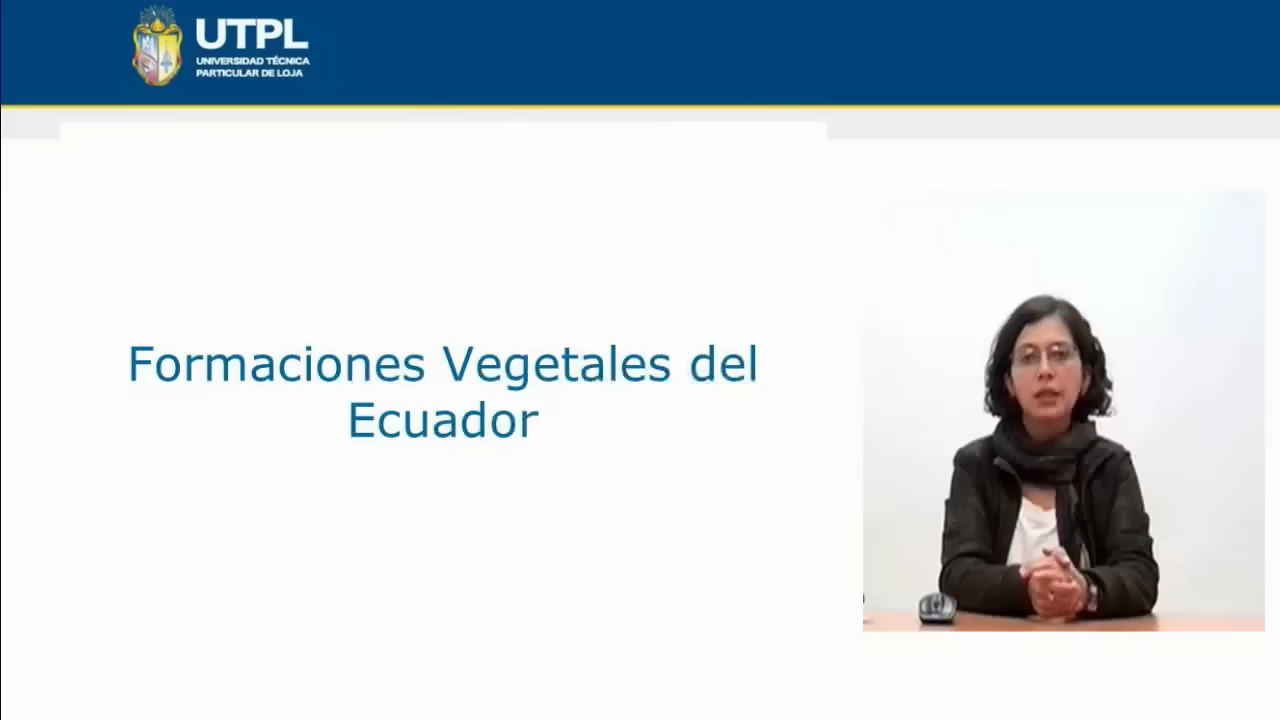 UTPL
UNIVERSIDAD TÉCNICA
PARTICULAR DE LOJA
Formaciones Vegetales del
Ecuador